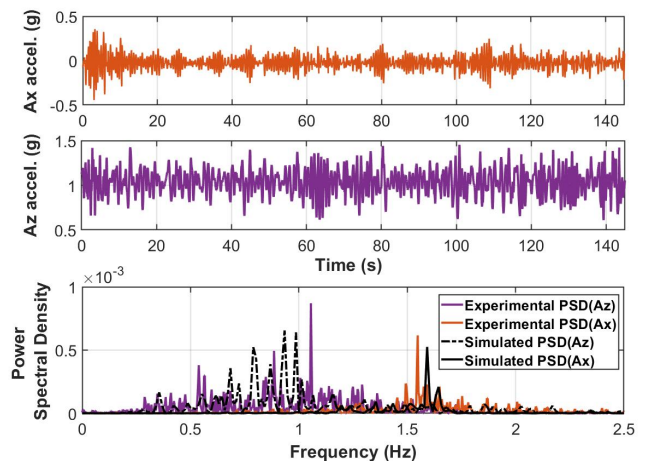 Ax accel. (g)
0.5
0
-0.5
0 20 40 60 80 100 120 140
Az accel. (g)
1.5
1
0.5
0 20 40 60 80 100 120 140
Time (s)
×10⁻³
Power
Spectral Density
1
0.5
0
Experimental PSD(Az)
Experimental PSD(Ax)
Simulated PSD(Az)
Simulated PSD(Ax)
0 0.5 1 1.5 2 2.5
Frequency (Hz)